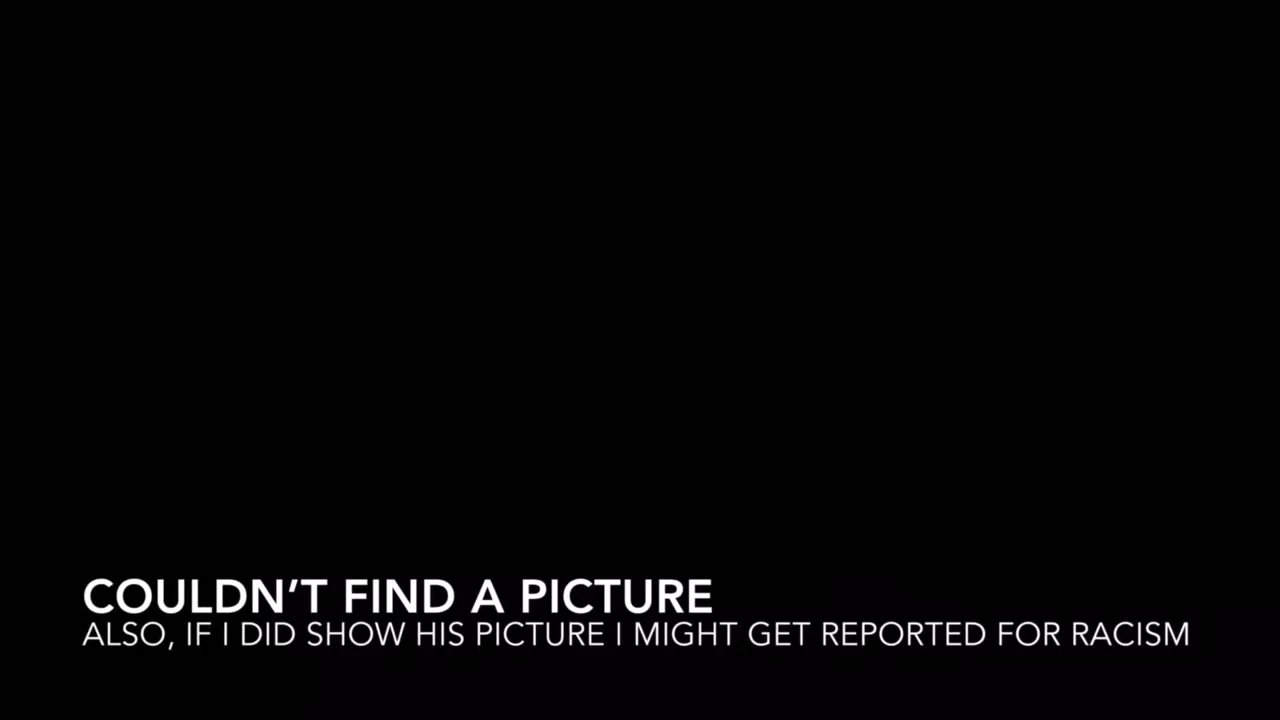 COULDN’T FIND A PICTURE
ALSO, IF I DID SHOW HIS PICTURE I MIGHT GET REPORTED FOR RACISM